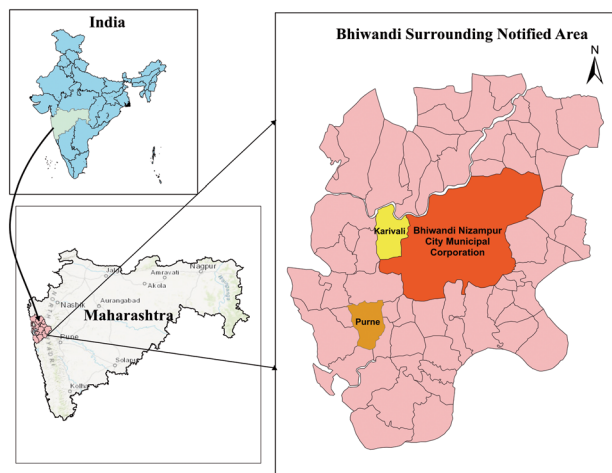 India
Bhiwandi Surrounding Notified Area
N
Karivali
Bhiwandi Nizampur
City Municipal
Corporation
Purne
Nagpur
Amravati
Akola
Nashik
Aurangabad
Maharashtra
Pune
Solapur
Kolha